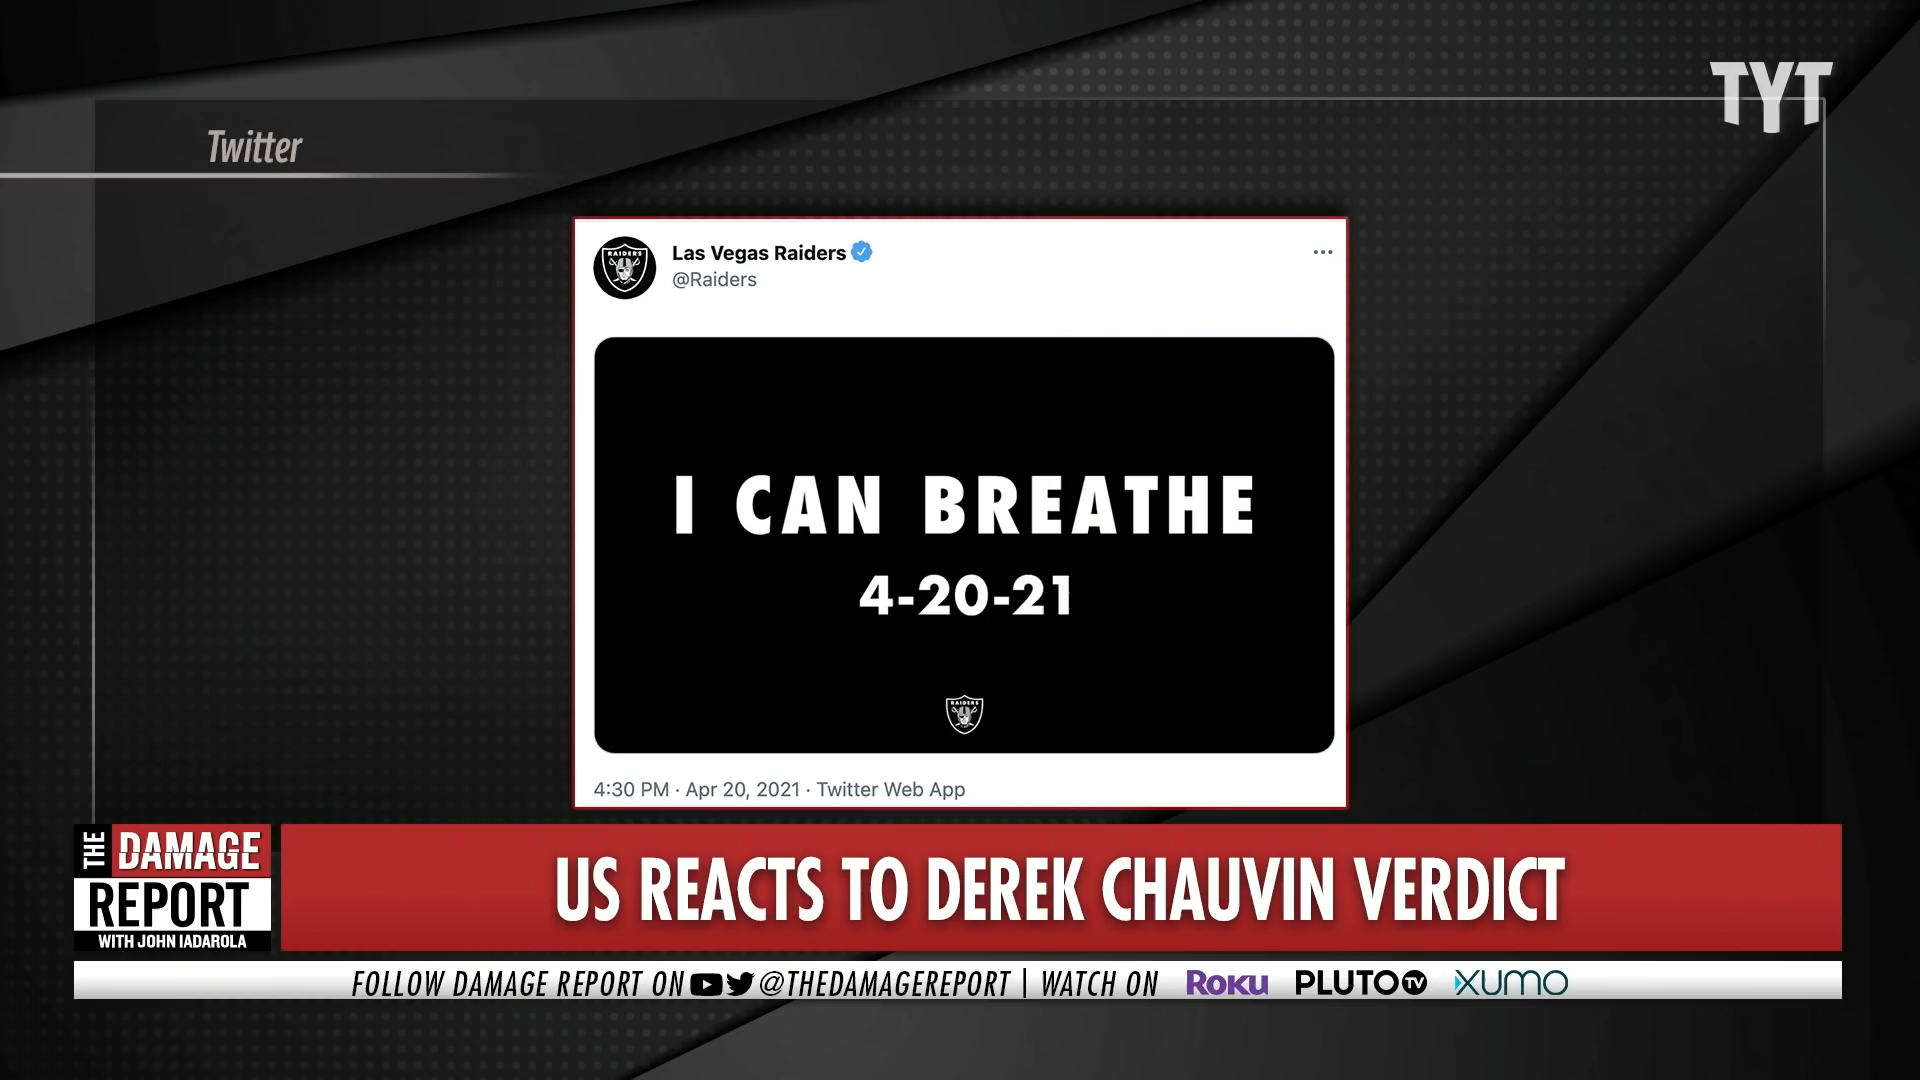 TYT
Twitter
RAIDERS
Las Vegas Raiders
@Raiders
I CAN BREATHE
4-20-21
RAIDERS
4:30 PM · Apr 20, 2021 · Twitter Web App
THE DAMAGE
REPORT
WITH JOHN IADAROLA
US REACTS TO DEREK CHAUVIN VERDICT
FOLLOW DAMAGE REPORT ON @THEDAMAGEREPORT | WATCH ON ROKU PLUTO TV XUMO